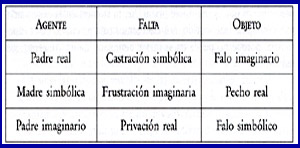 AGENTE FALTA OBJETO
Padre real Castración simbólica Falo imaginario
Madre simbólica Frustración imaginaria Pecho real
Padre imaginario Privación real Falo simbólico